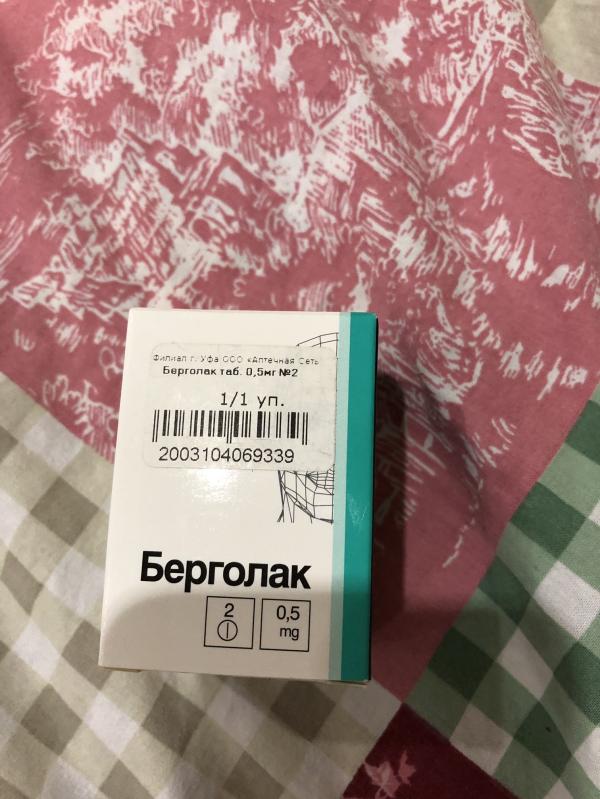 Филиал г. Уфа ООО «Аптечная Сеть
Берголак таб. 0,5мг №2
1/1 уп.
2003104069339
Берголак
2
0,5
mg